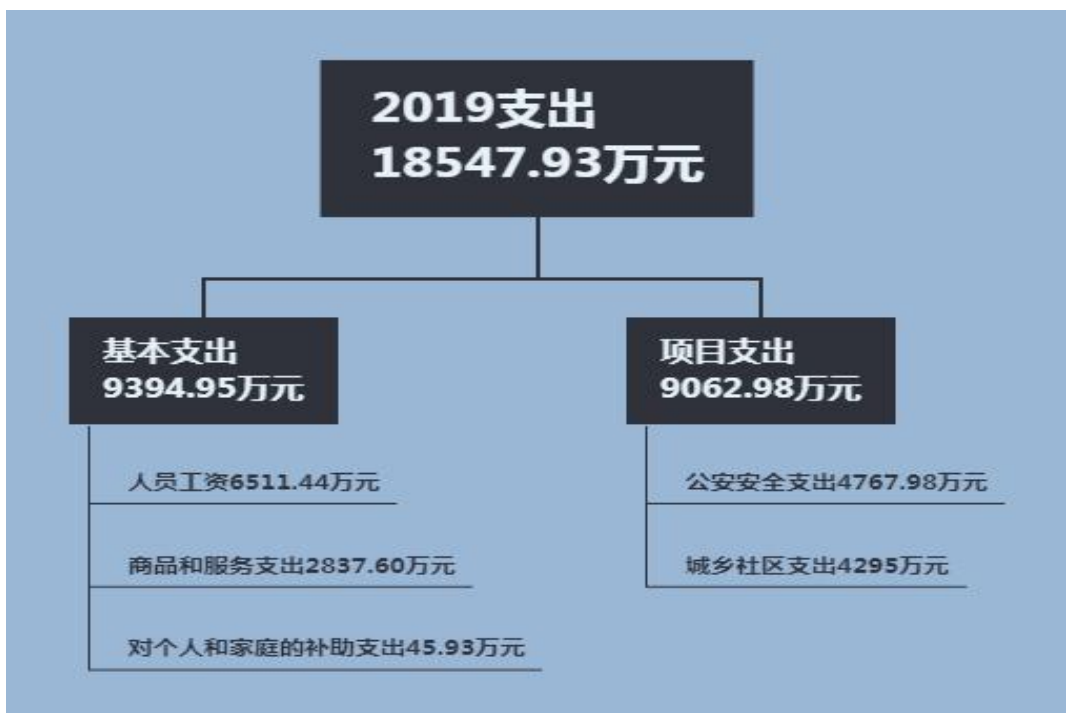 2019支出
18547.93万元
基本支出
9394.95万元
项目支出
9062.98万元
人员工资6511.44万元
商品和服务支出2837.60万元
对个人和家庭的补助支出45.93万元
公安安全支出4767.98万元
城乡社区支出4295万元